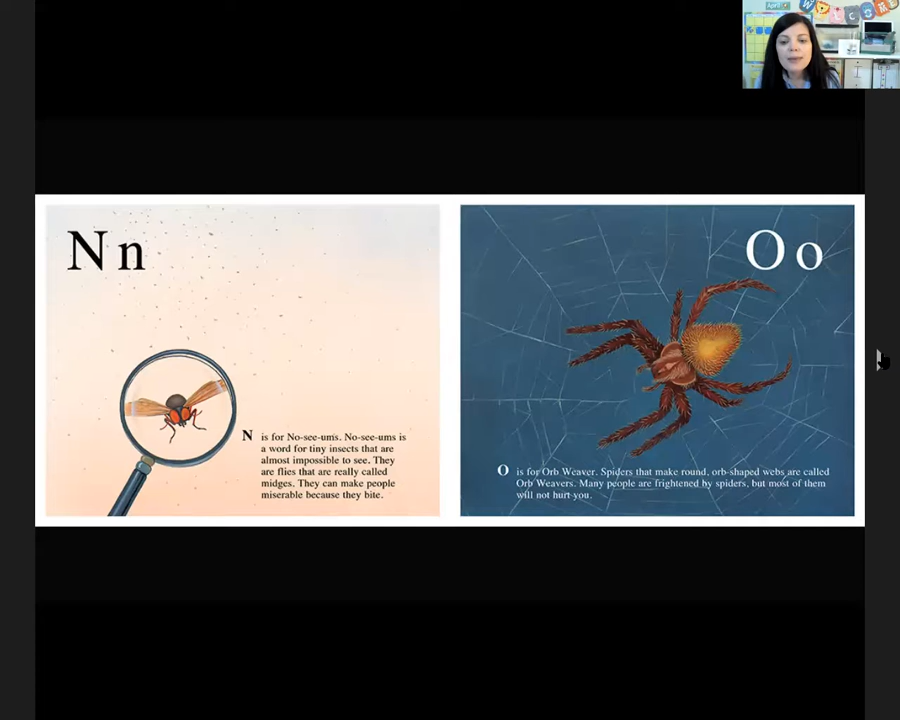 April
WELCOME
N n
N is for No-see-ums. No-see-ums is
a word for tiny insects that are
almost impossible to see. They
are flies that are really called
midges. They can make people
miserable because they bite.
O o
O is for Orb Weaver. Spiders that make round, orb-shaped webs are called
Orb Weavers. Many people are frightened by spiders, but most of them
will not hurt you.